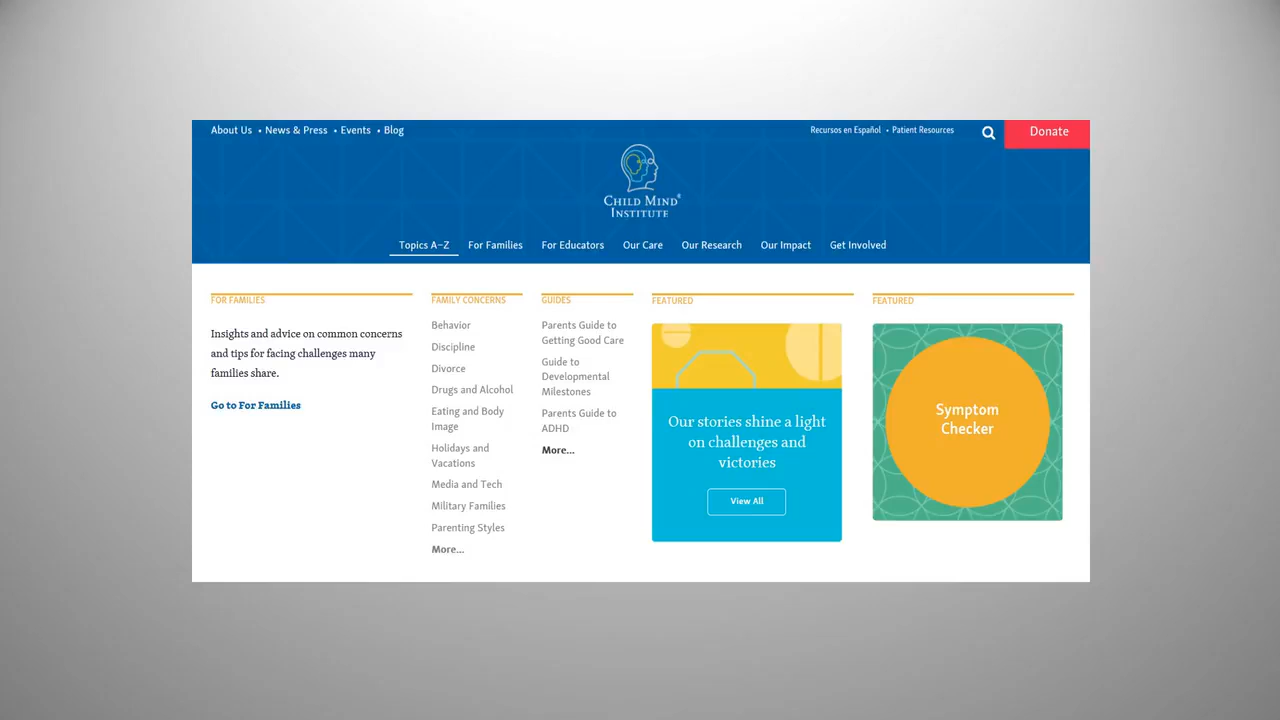 About Us • News & Press • Events • Blog
Recursos en Español • Patient Resources
Donate
CHILD MIND®
INSTITUTE
Topics A–Z For Families For Educators Our Care Our Research Our Impact Get Involved
FOR FAMILIES
Insights and advice on common concerns
and tips for facing challenges many
families share.
Go to For Families
FAMILY CONCERNS
Behavior
Discipline
Divorce
Drugs and Alcohol
Eating and Body
Image
Holidays and
Vacations
Media and Tech
Military Families
Parenting Styles
More...
GUIDES
Parents Guide to
Getting Good Care
Guide to
Developmental
Milestones
Parents Guide to
ADHD
More...
FEATURED
Our stories shine a light
on challenges and
victories
View All
FEATURED
Symptom
Checker